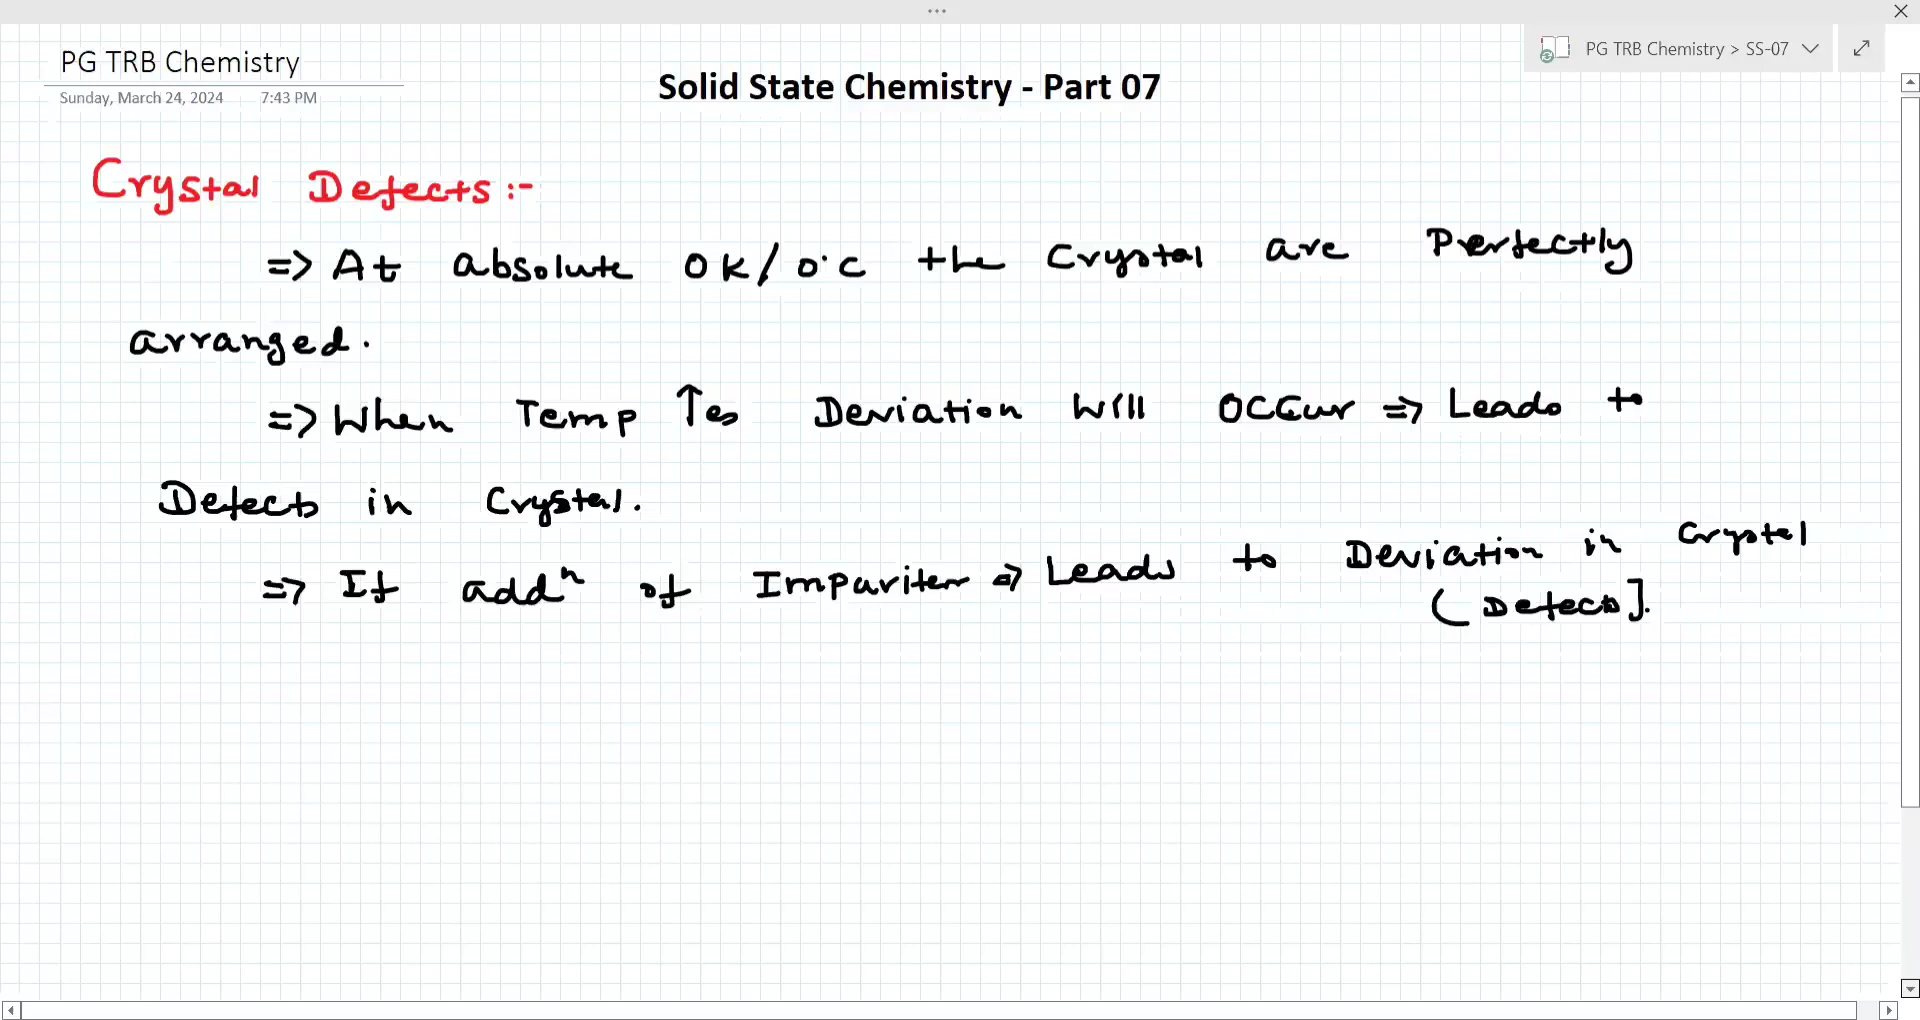 PG TRB Chemistry > SS-07
PG TRB Chemistry
Sunday, March 24, 2024 7:43 PM
Solid State Chemistry - Part 07
Crystal Defects :-
=> At absolute 0K/0°C the Crystal are Perfectly
arranged.
=> When Temp ↑es Deviation will occur => Leads to
Defects in Crystal.
=> If addⁿ of Impurities => Leads to Deviation in Crystal
(Defects].